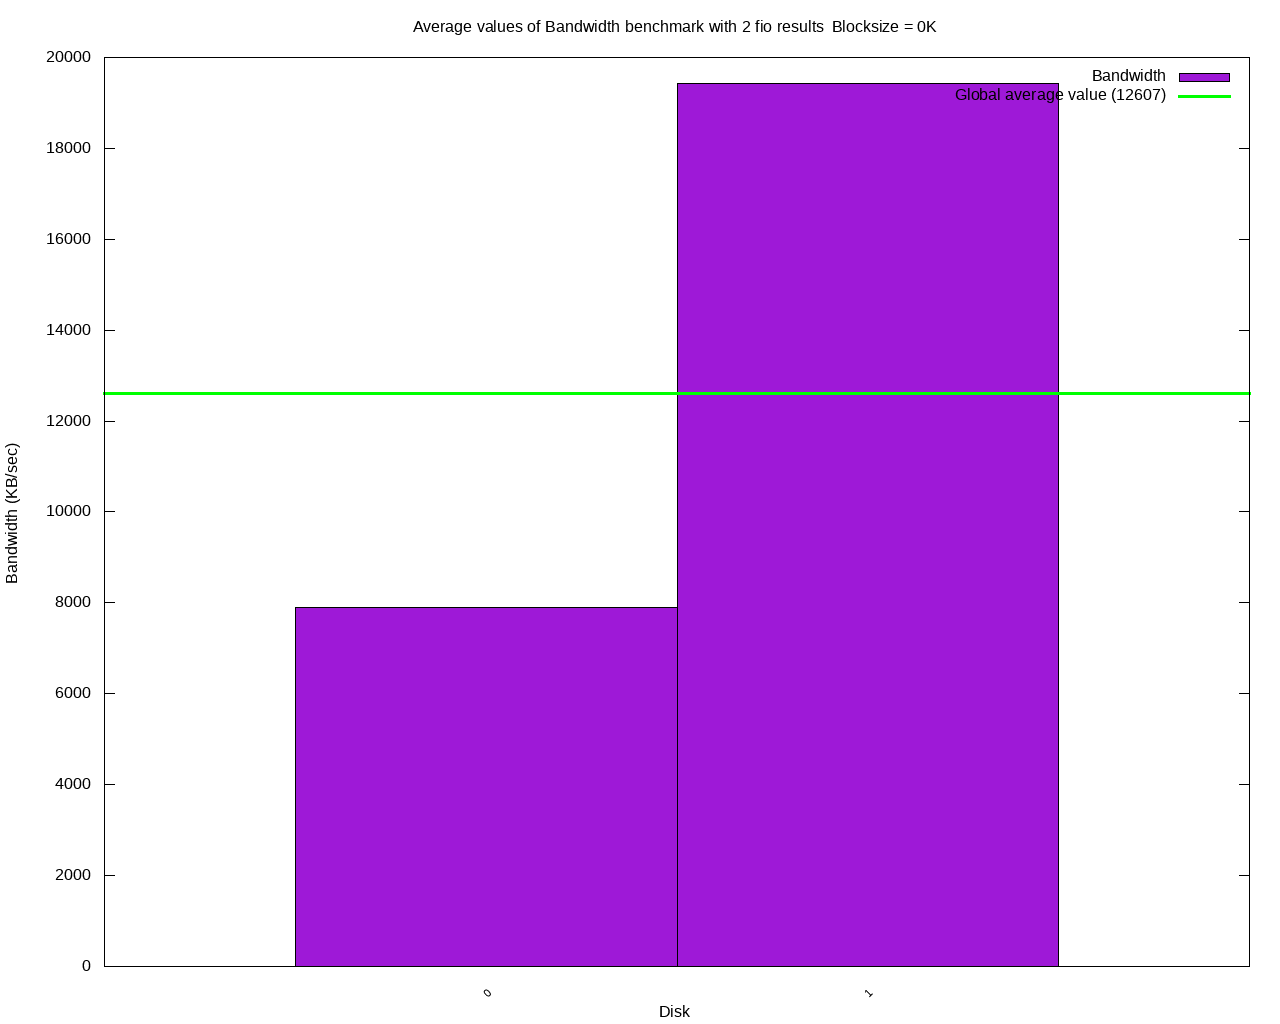 Average values of Bandwidth benchmark with 2 fio results  Blocksize = 0K
Bandwidth
Global average value (12607)
20000
18000
16000
14000
12000
10000
8000
6000
4000
2000
0
Bandwidth (KB/sec)
0
1
Disk